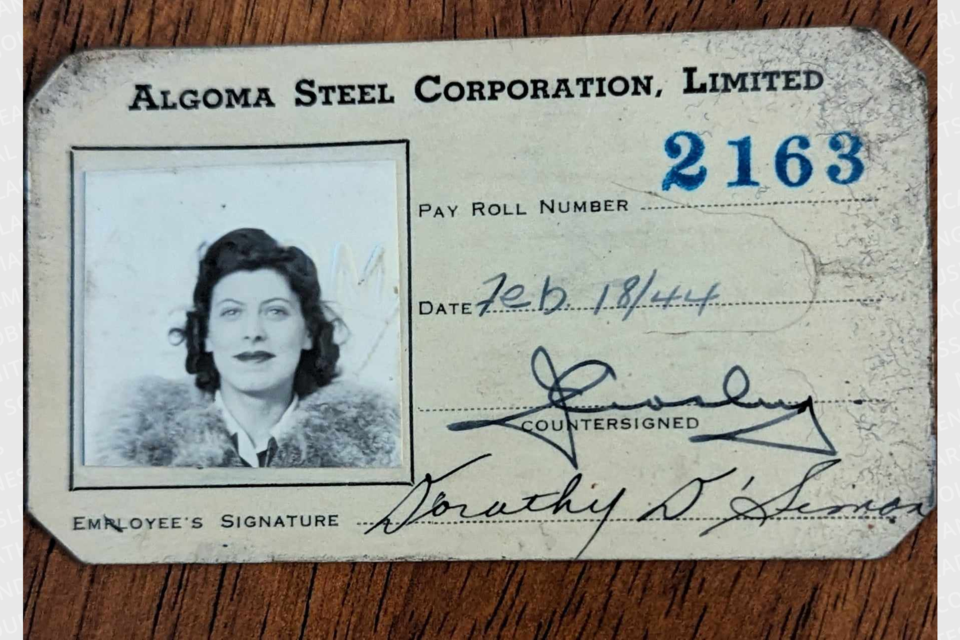 ALGOMA STEEL CORPORATION, LIMITED
2163
PAY ROLL NUMBER
DATE Feb. 18/44
COUNTERSIGNED
EMPLOYEE'S SIGNATURE Dorothy D'Simon